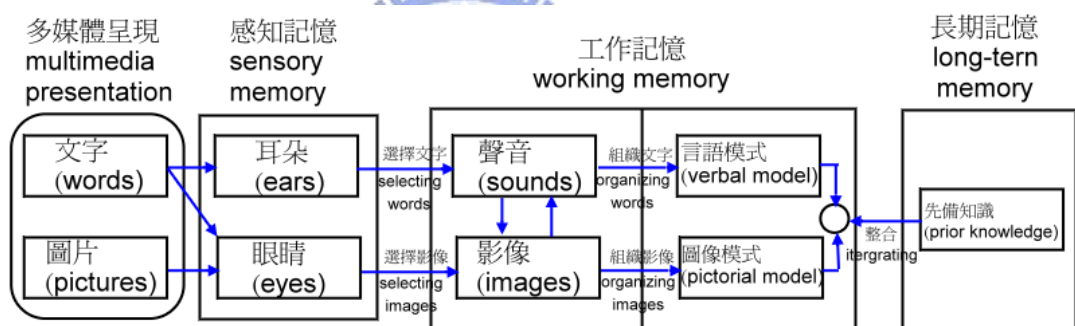 多媒體呈現
multimedia
presentation
感知記憶
sensory
memory
工作記憶
working memory
長期記憶
long-tern
memory
文字
(words)
耳朵
(ears)
選擇文字
selecting
words
聲音
(sounds)
組織文字
organizing
words
言語模式
(verbal model)
圖片
(pictures)
眼睛
(eyes)
選擇影像
selecting
images
影像
(images)
組織影像
organizing
images
圖像模式
(pictorial model)
整合
itergrating
先備知識
(prior knowledge)